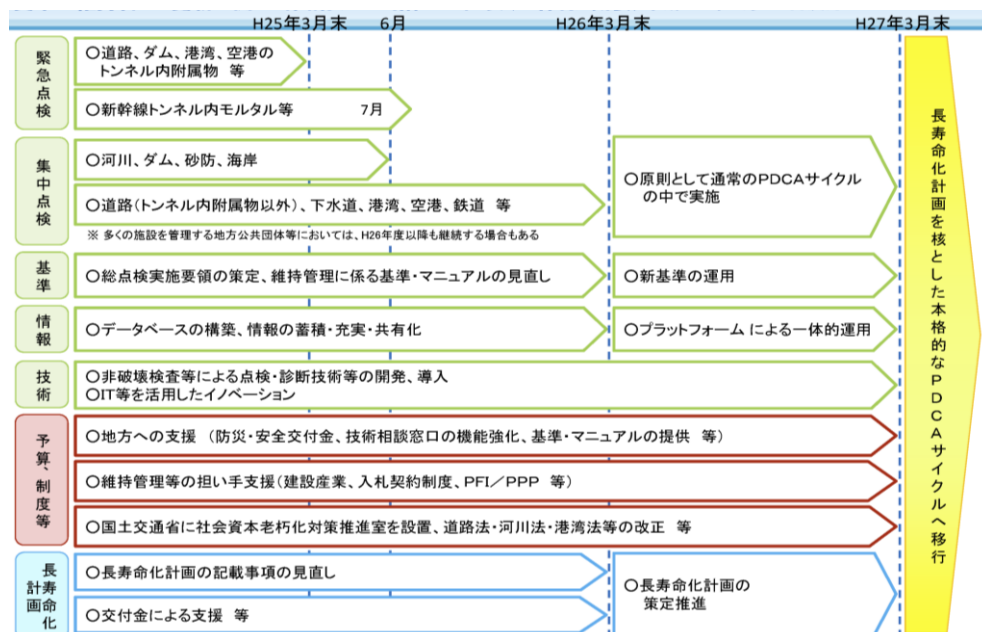 H25年3月末 6月 H26年3月末 H27年3月末
緊急点検
○道路、ダム、港湾、空港の
トンネル内附属物 等
○新幹線トンネル内モルタル等 7月
集中点検
○河川、ダム、砂防、海岸
○道路(トンネル内附属物以外)、下水道、港湾、空港、鉄道 等
※ 多くの施設を管理する地方公共団体等においては、H26年度以降も継続する場合もある
○原則として通常のPDCAサイクル
の中で実施
基準
○総点検実施要領の策定、維持管理に係る基準・マニュアルの見直し
○新基準の運用
情報
○データベースの構築、情報の蓄積・充実・共有化
○プラットフォームによる一体的運用
技術
○非破壊検査等による点検・診断技術等の開発、導入
○IT等を活用したイノベーション
予算、制度等
○地方への支援 (防災・安全交付金、技術相談窓口の機能強化、基準・マニュアルの提供 等)
○維持管理等の担い手支援(建設産業、入札契約制度、PFI/PPP 等)
○国土交通省に社会資本老朽化対策推進室を設置、道路法・河川法・港湾法等の改正 等
長寿命化
計画
○長寿命化計画の記載事項の見直し
○交付金による支援 等
○長寿命化計画の
策定推進
長寿命化計画を核とした本格的なPDCAサイクルへ移行